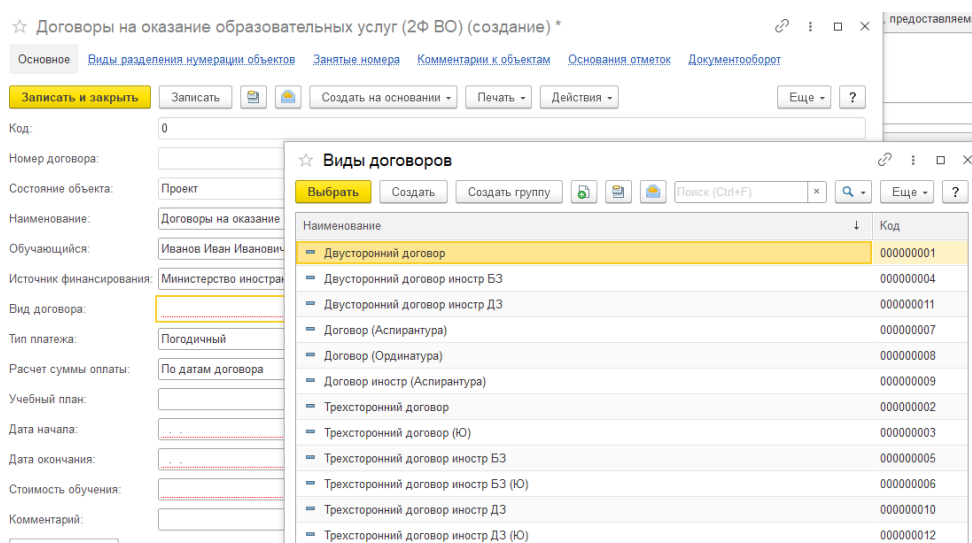 Договоры на оказание образовательных услуг (2Ф ВО) (создание) *
, предоставляем
Основное Виды разделения нумерации объектов Занятые номера Комментарии к объектам Основания отметок Документооборот
Записать и закрыть Записать Создать на основании Печать Действия Еще ?
Код: 0
Номер договора:
Виды договоров
Состояние объекта: Проект
Выбрать Создать Создать группу Поиск (Ctrl+F) × Еще ?
Наименование: Договоры на оказание
Наименование ↓ Код
Обучающийся: Иванов Иван Иванович
Двусторонний договор 000000001
Источник финансирования: Министерство иностран
Двусторонний договор иностр БЗ 000000004
Вид договора:
Двусторонний договор иностр ДЗ 000000011
Тип платежа: Погодичный
Договор (Аспирантура) 000000007
Договор (Ординатура) 000000008
Расчет суммы оплаты: По датам договора
Договор иностр (Аспирантура) 000000009
Учебный план:
Трехсторонний договор 000000002
Дата начала: . .
Трехсторонний договор (Ю) 000000003
Дата окончания: . .
Трехсторонний договор иностр БЗ 000000005
Стоимость обучения:
Трехсторонний договор иностр БЗ (Ю) 000000006
Трехсторонний договор иностр ДЗ 000000010
Комментарий:
Трехсторонний договор иностр ДЗ (Ю) 000000012